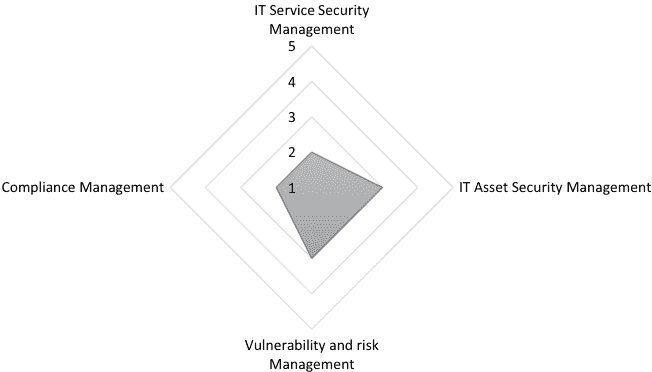 IT Service Security
Management
5
4
3
2
1
Compliance Management
IT Asset Security Management
Vulnerability and risk
Management